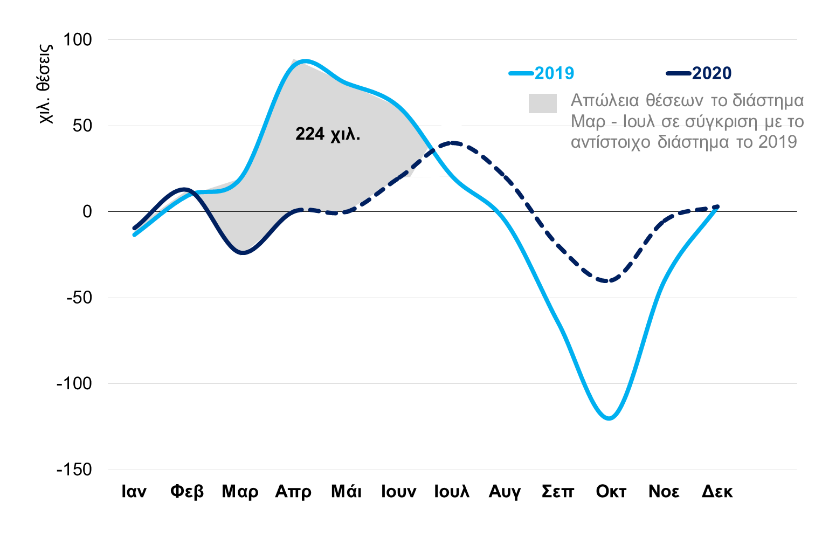 χιλ. θέσεις
100
50
0
-50
-100
-150
2019
2020
Απώλεια θέσεων το διάστημα
Μαρ - Ιουλ σε σύγκριση με το
αντίστοιχο διάστημα το 2019
224 χιλ.
Ιαν Φεβ Μαρ Απρ Μάι Ιουν Ιουλ Αυγ Σεπ Οκτ Νοε Δεκ